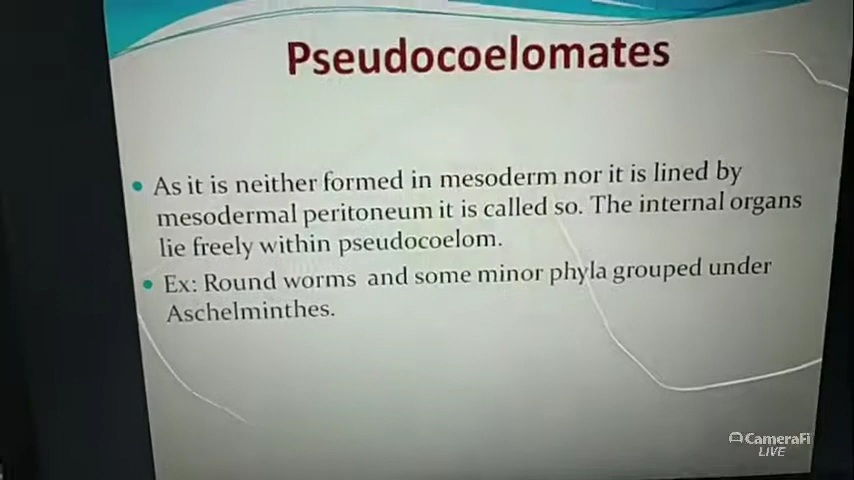 Pseudocoelomates
• As it is neither formed in mesoderm nor it is lined by
mesodermal peritoneum it is called so. The internal organs
lie freely within pseudocoelom.
• Ex: Round worms and some minor phyla grouped under
Aschelminthes.
CameraFi
LIVE